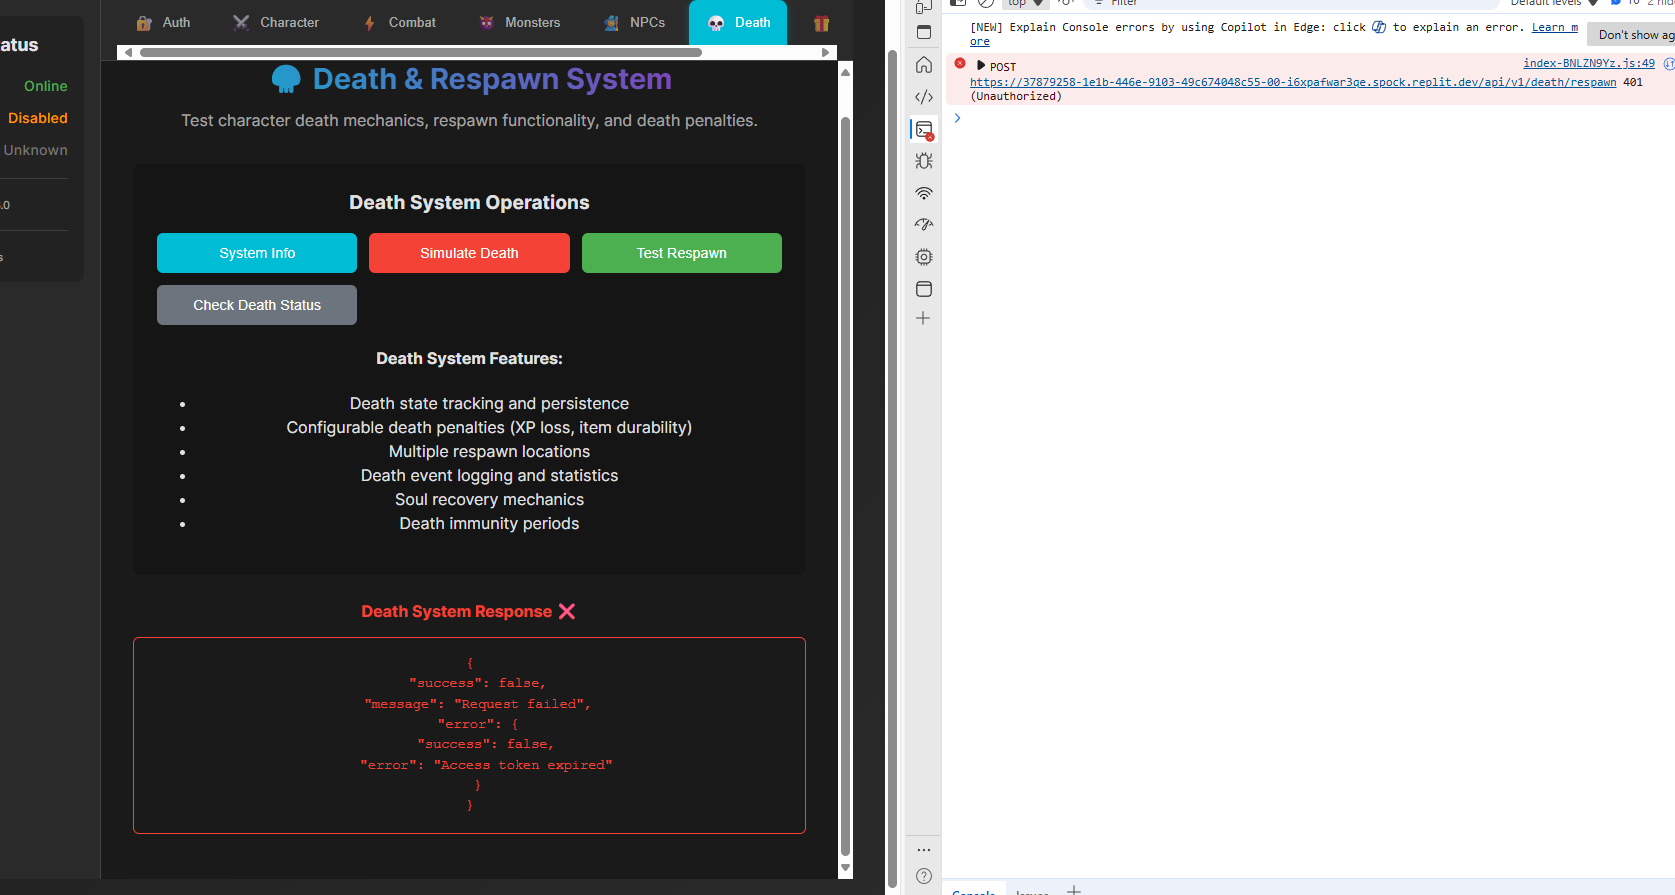 Auth
Character
Combat
Monsters
NPCs
Death
atus
Online
Disabled
Unknown
.0
s
Death & Respawn System
Test character death mechanics, respawn functionality, and death penalties.
Death System Operations
System Info
Simulate Death
Test Respawn
Check Death Status
Death System Features:
Death state tracking and persistence
Configurable death penalties (XP loss, item durability)
Multiple respawn locations
Death event logging and statistics
Soul recovery mechanics
Death immunity periods
Death System Response
{
"success": false,
"message": "Request failed",
"error": {
"success": false,
"error": "Access token expired"
}
}
top
Filter
Default levels
[NEW] Explain Console errors by using Copilot in Edge: click to explain an error. Learn m
ore
Don't show ag
POST
index-BNLZN9Yz.js:49
https://37879258-1e1b-446e-9103-49c674048c55-00-i6xpafwar3qe.spock.replit.dev/api/v1/death/respawn 401
(Unauthorized)
Console
Issues